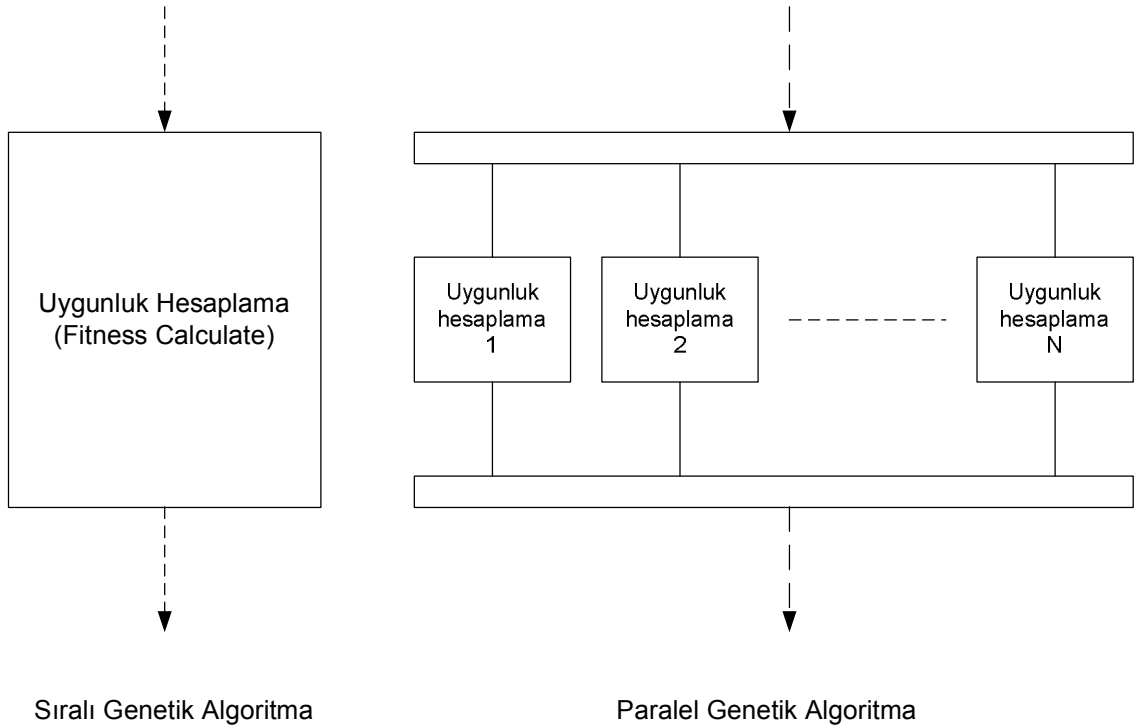 Uygunluk Hesaplama
(Fitness Calculate)
Uygunluk
hesaplama
1
Uygunluk
hesaplama
2
Uygunluk
hesaplama
N
Sıralı Genetik Algoritma
Paralel Genetik Algoritma